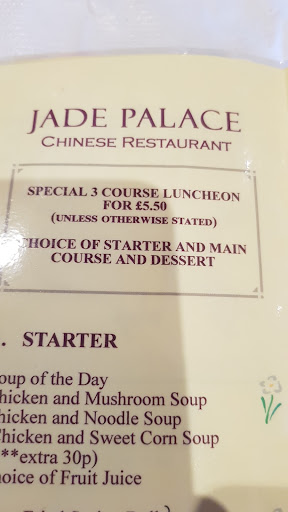 JADE PALACE
CHINESE RESTAURANT
SPECIAL 3 COURSE LUNCHEON
FOR £5.50
(UNLESS OTHERWISE STATED)
CHOICE OF STARTER AND MAIN
COURSE AND DESSERT
. STARTER
oup of the Day
hicken and Mushroom Soup
hicken and Noodle Soup
Chicken and Sweet Corn Soup
**extra 30p)
hoice of Fruit Juice